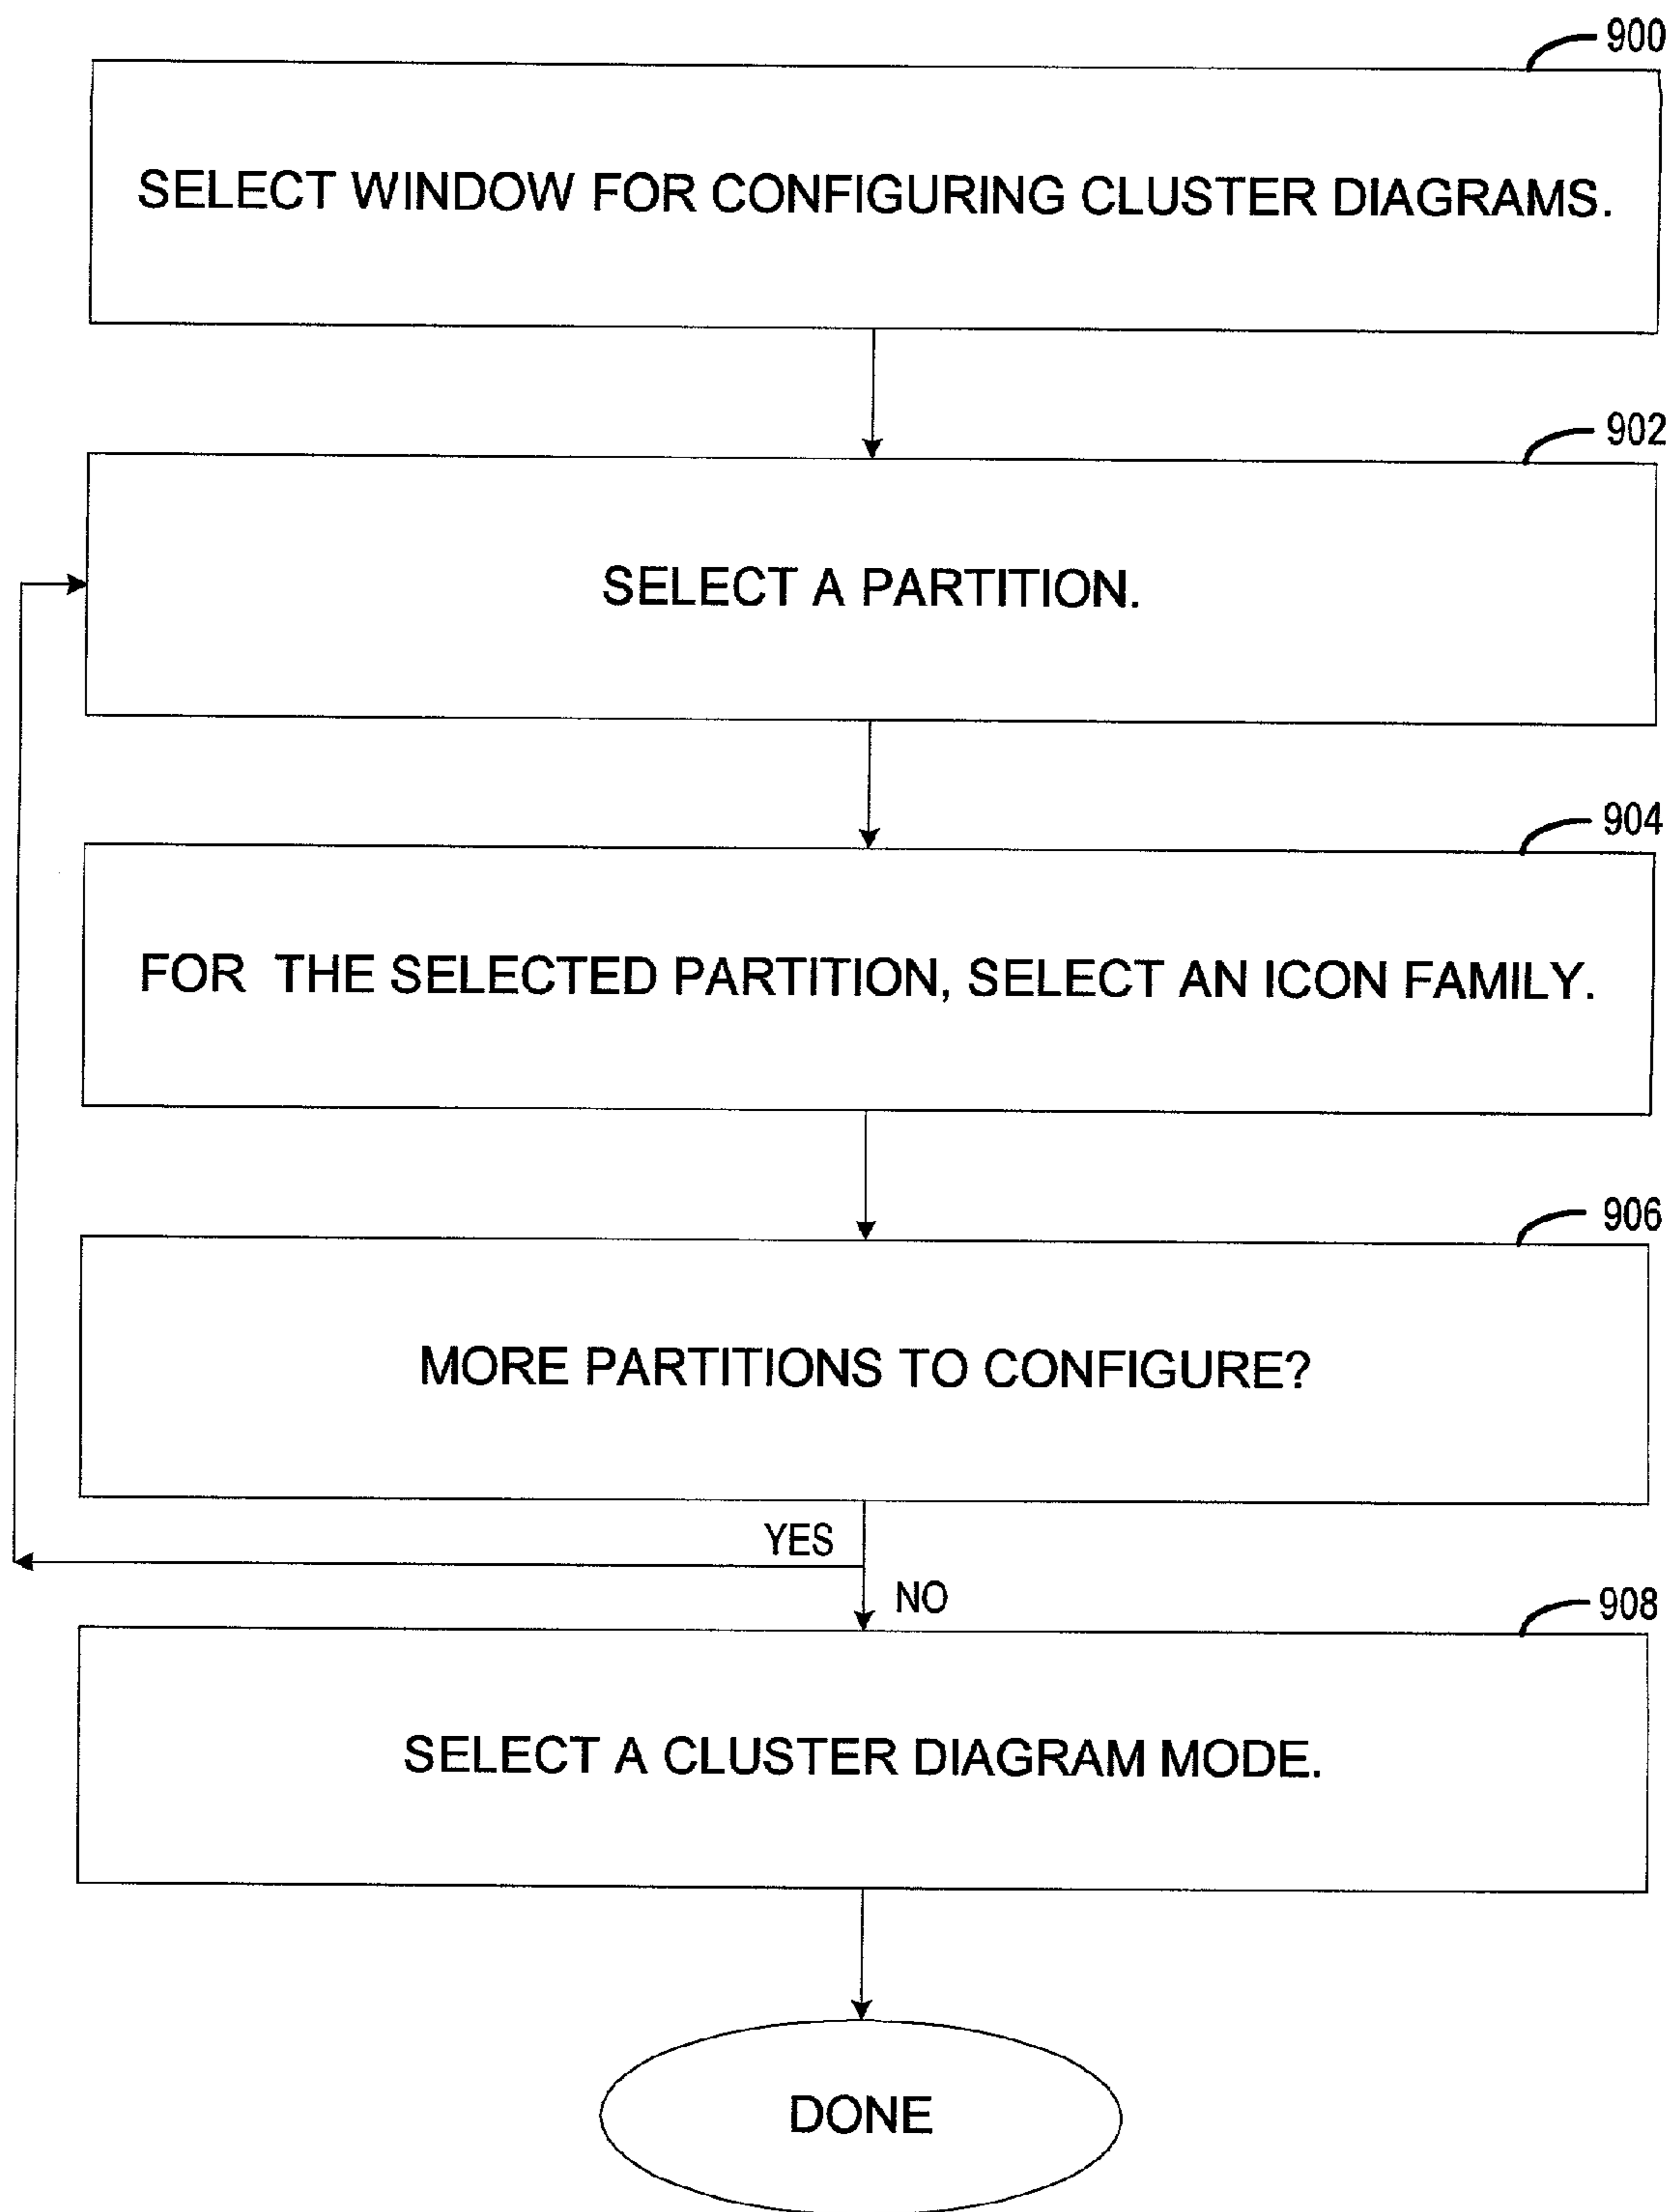 900
SELECT WINDOW FOR CONFIGURING CLUSTER DIAGRAMS.
902
SELECT A PARTITION.
904
FOR THE SELECTED PARTITION, SELECT AN ICON FAMILY.
906
MORE PARTITIONS TO CONFIGURE?
YES
NO
908
SELECT A CLUSTER DIAGRAM MODE.
DONE